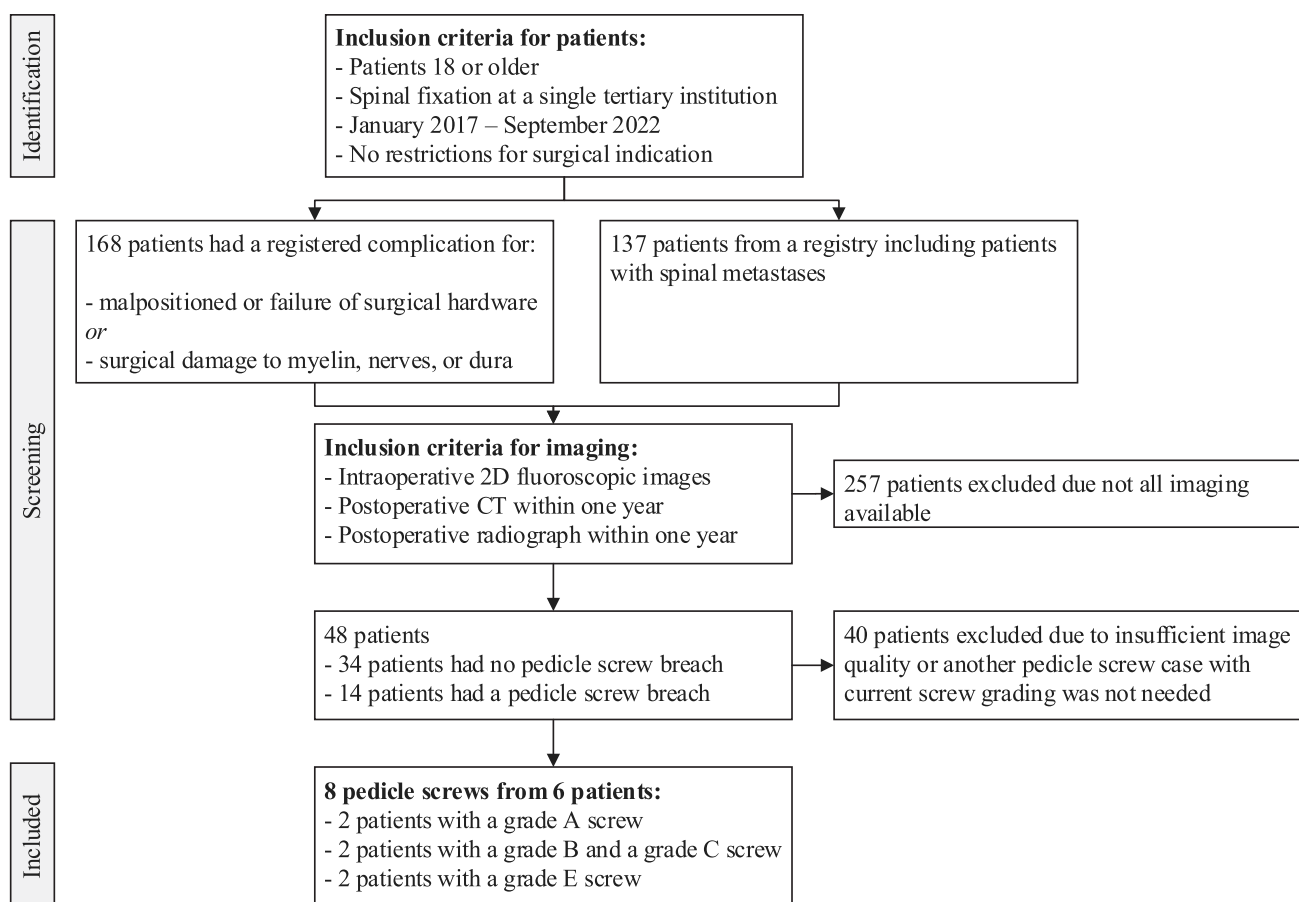 Identification
Inclusion criteria for patients:
- Patients 18 or older
- Spinal fixation at a single tertiary institution
- January 2017 – September 2022
- No restrictions for surgical indication
Screening
168 patients had a registered complication for:
- malpositioned or failure of surgical hardware
or
- surgical damage to myelin, nerves, or dura
137 patients from a registry including patients
with spinal metastases
Inclusion criteria for imaging:
- Intraoperative 2D fluoroscopic images
- Postoperative CT within one year
- Postoperative radiograph within one year
257 patients excluded due not all imaging
available
48 patients
- 34 patients had no pedicle screw breach
- 14 patients had a pedicle screw breach
40 patients excluded due to insufficient image
quality or another pedicle screw case with
current screw grading was not needed
Included
8 pedicle screws from 6 patients:
- 2 patients with a grade A screw
- 2 patients with a grade B and a grade C screw
- 2 patients with a grade E screw